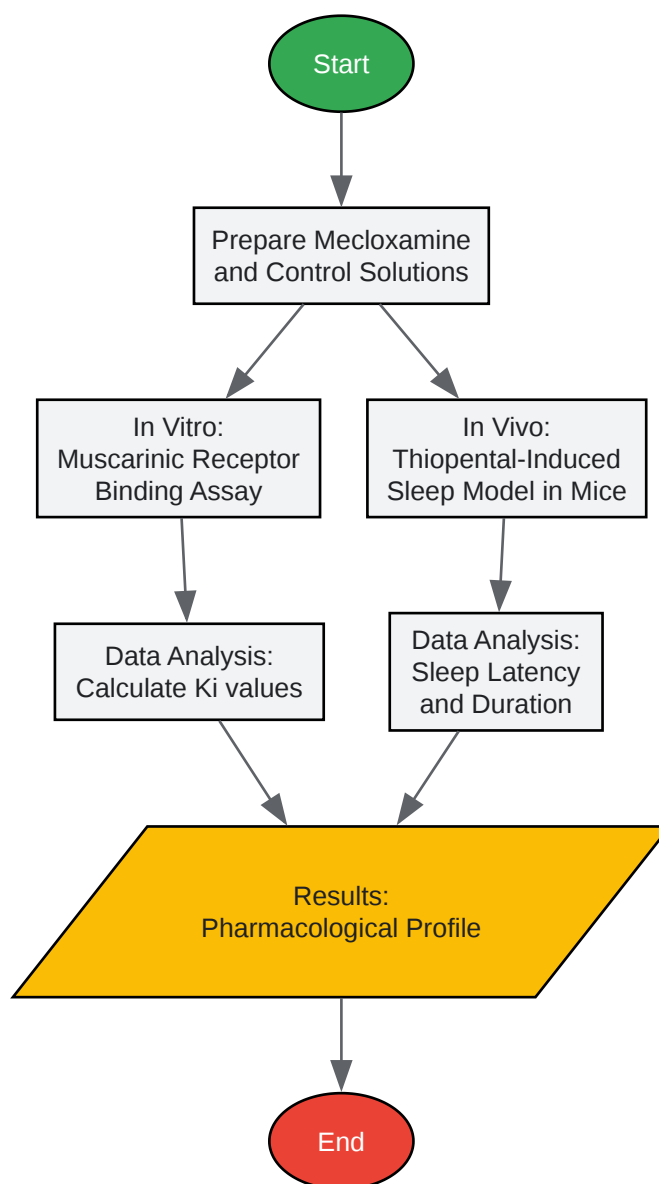 Start
Prepare Mecloxamine
and Control Solutions
In Vitro:
Muscarinic Receptor
Binding Assay
In Vivo:
Thiopental-Induced
Sleep Model in Mice
Data Analysis:
Calculate Ki values
Data Analysis:
Sleep Latency
and Duration
Results:
Pharmacological Profile
End